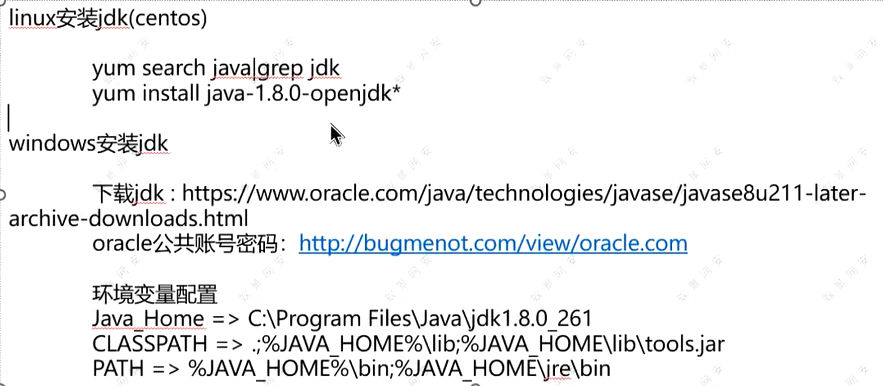 linux安装jdk(centos)
yum search java|grep jdk
yum install java-1.8.0-openjdk*
windows安装jdk
下载jdk : https://www.oracle.com/java/technologies/javase/javase8u211-later-
archive-downloads.html
oracle公共账号密码：http://bugmenot.com/view/oracle.com
环境变量配置
Java_Home => C:\Program Files\Java\jdk1.8.0_261
CLASSPATH => .;%JAVA_HOME%\lib;%JAVA_HOME\lib\tools.jar
PATH => %JAVA_HOME%\bin;%JAVA_HOME\jre\bin